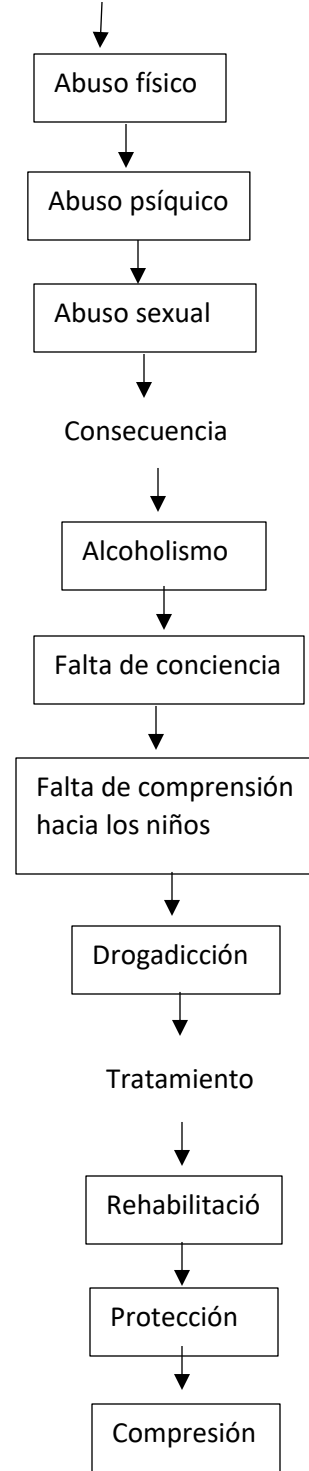 Abuso físico
Abuso psíquico
Abuso sexual
Consecuencia
Alcoholismo
Falta de conciencia
Falta de comprensión
hacia los niños
Drogadicción
Tratamiento
Rehabilitació
Protección
Compresión